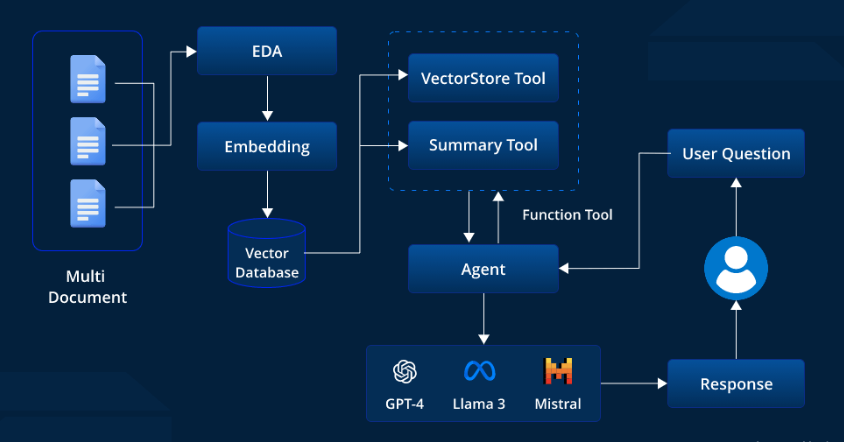 EDA
VectorStore Tool
Embedding
Summary Tool
User Question
Function Tool
Vector
Database
Agent
Multi
Document
GPT-4
Llama 3
Mistral
Response